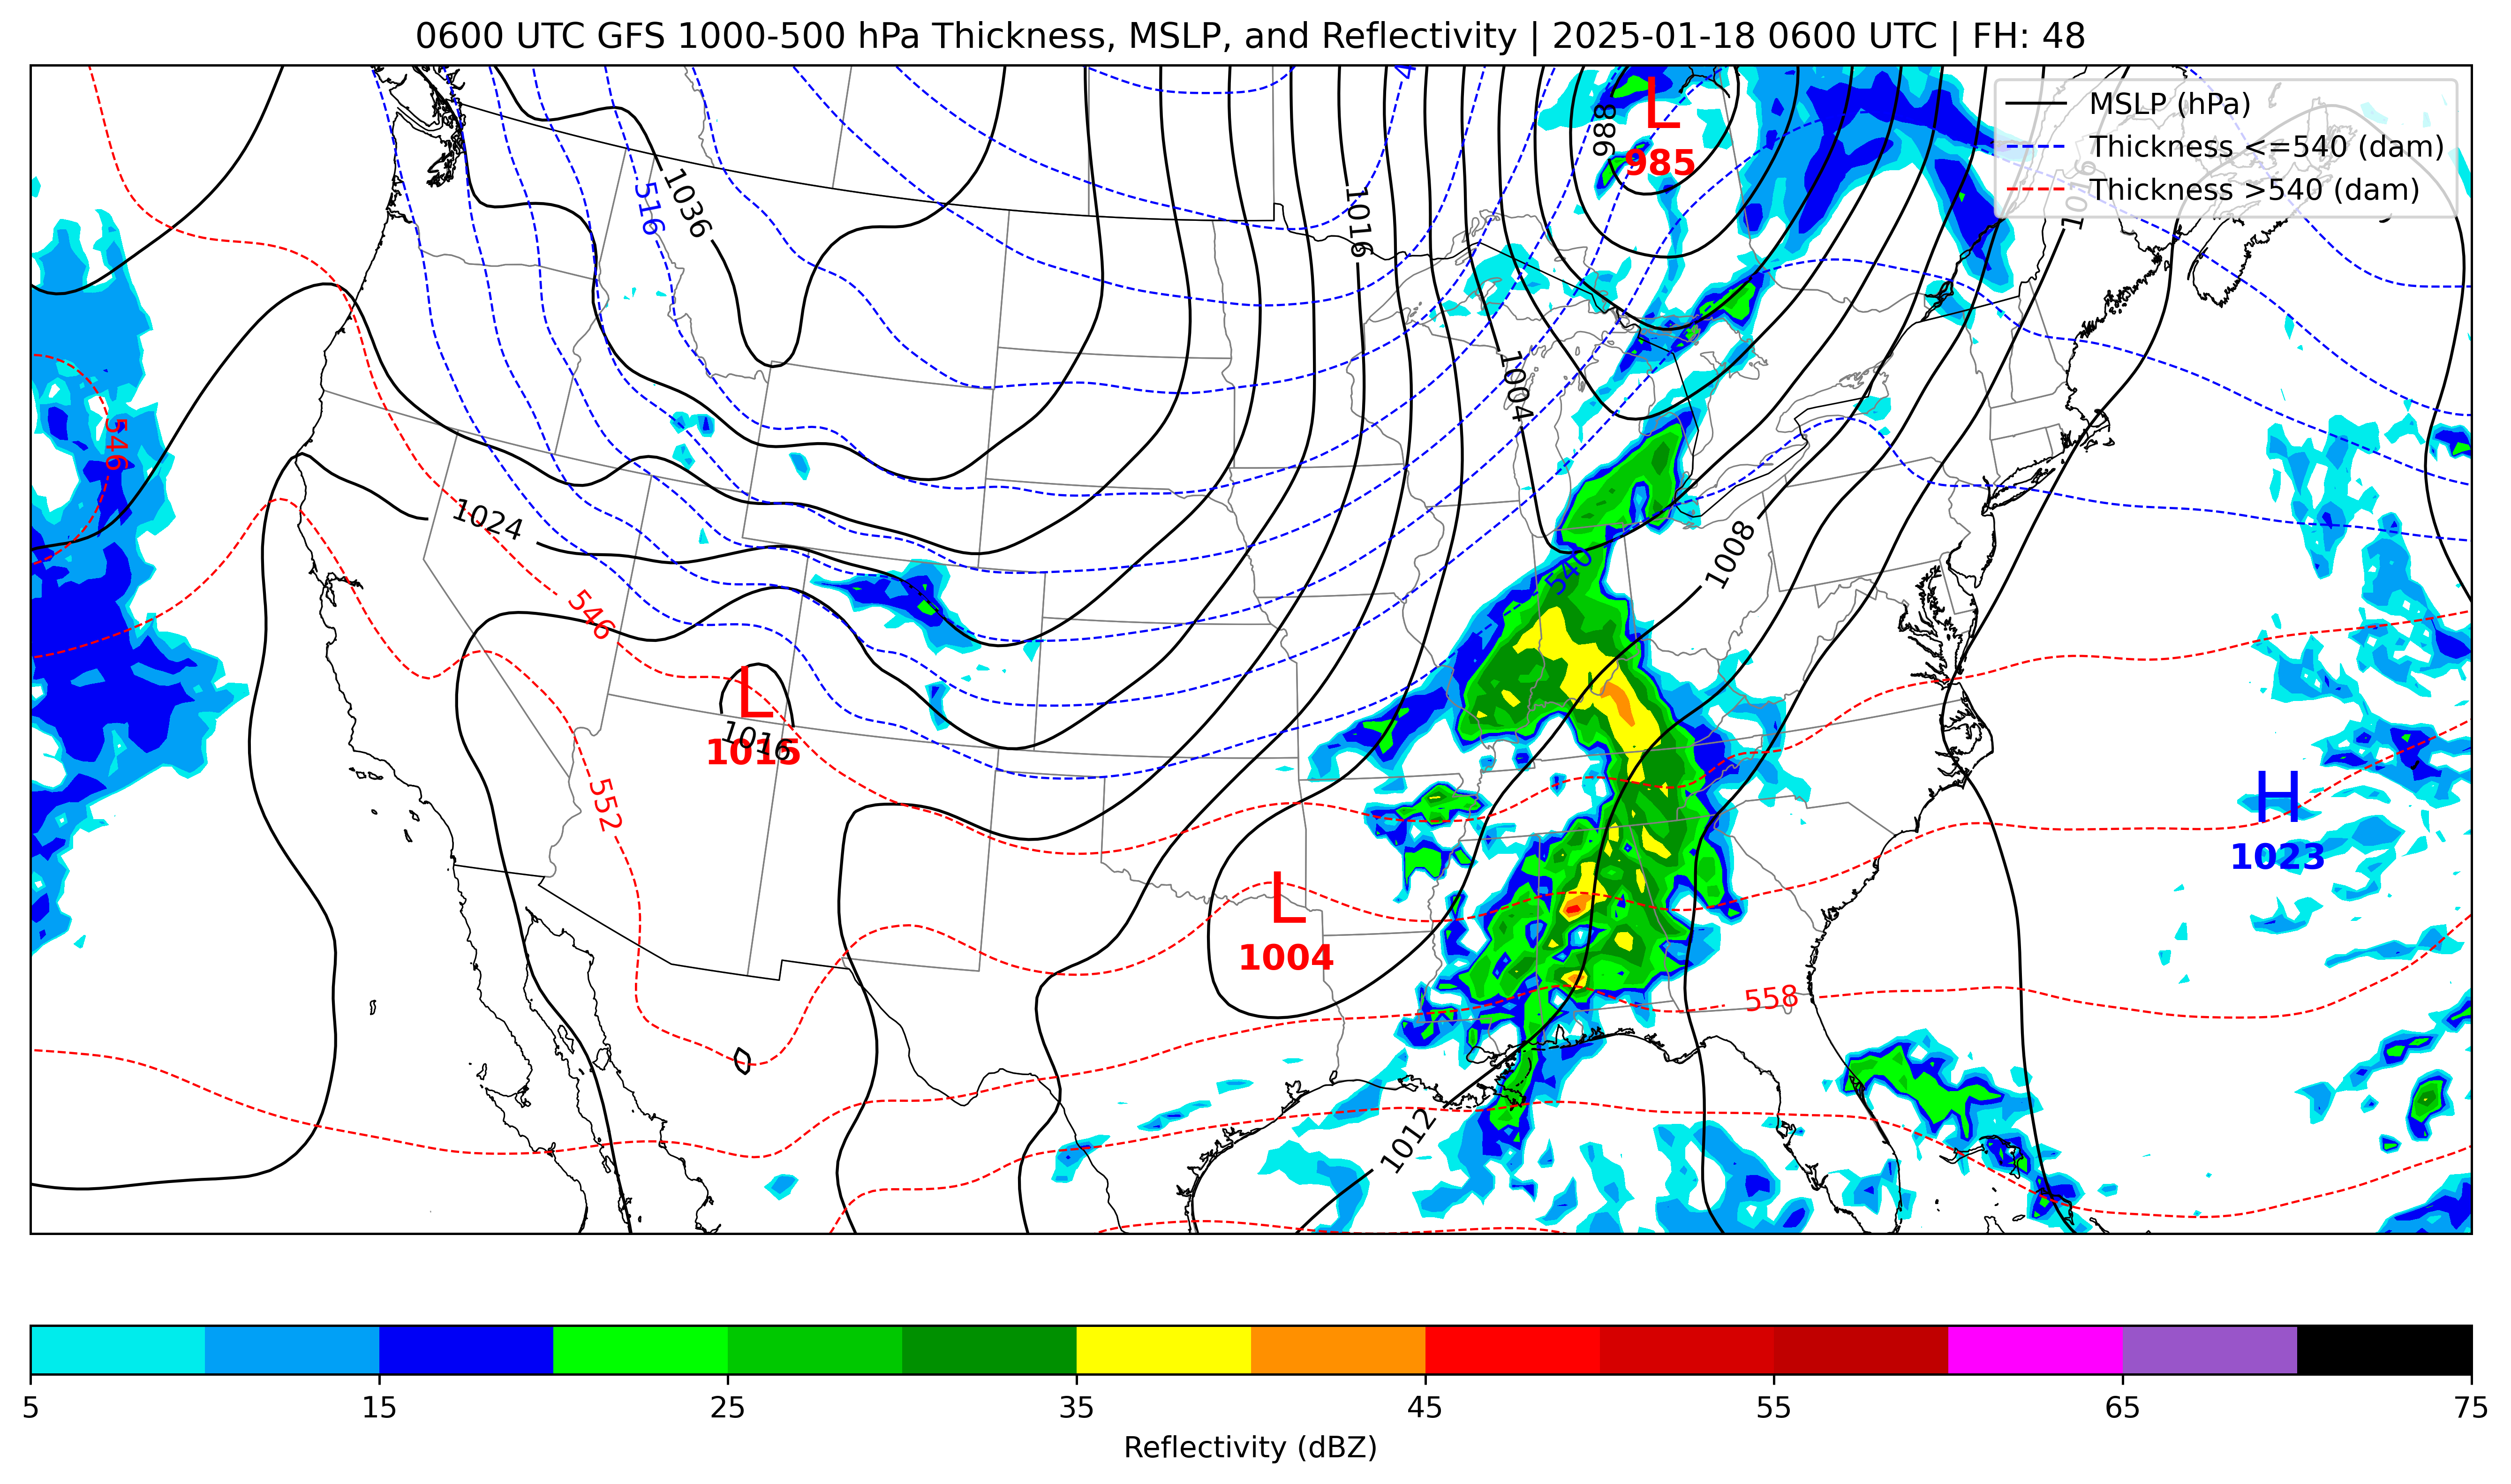 0600 UTC GFS 1000-500 hPa Thickness, MSLP, and Reflectivity | 2025-01-18 0600 UTC | FH: 48
MSLP (hPa)
Thickness <=540 (dam)
Thickness >540 (dam)
L
985
988
1016
1036
516
1016
1004
546
1024
540
1008
546
L
1016
552
H
1023
L
1004
558
1012
5 15 25 35 45 55 65 75
Reflectivity (dBZ)